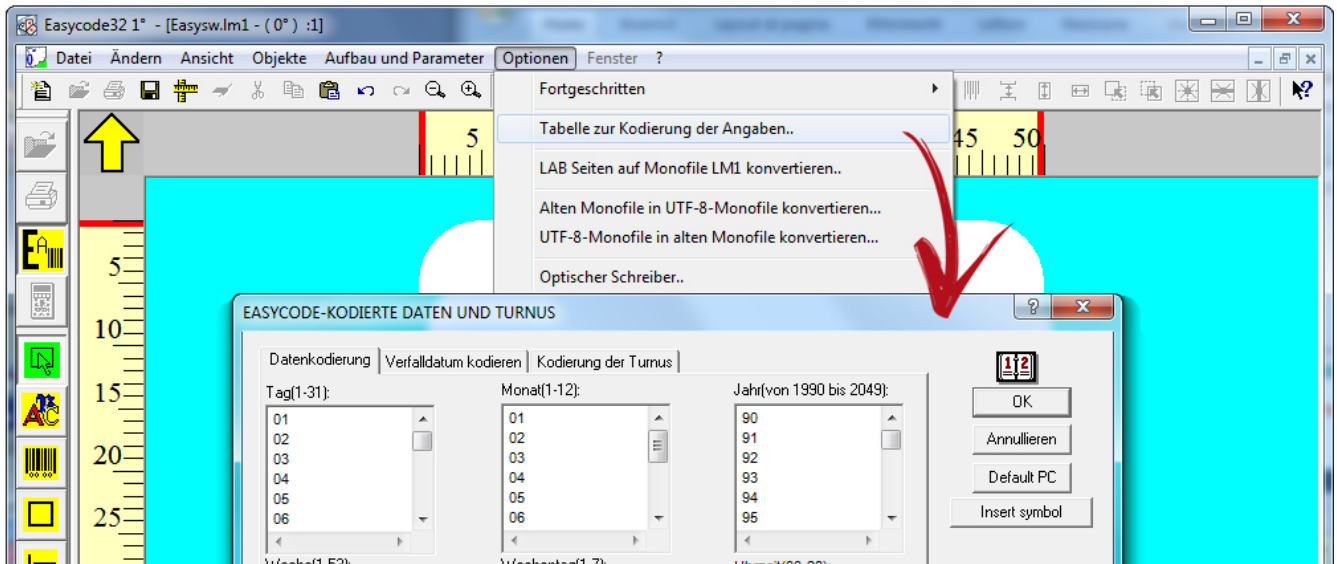 Easycode32 1° - [Easysw.lm1 - ( 0° ) :1]
Datei Ändern Ansicht Objekte Aufbau und Parameter Optionen Fenster ?
Fortgeschritten
Tabelle zur Kodierung der Angaben..
LAB Seiten auf Monofile LM1 konvertieren..
Alten Monofile in UTF-8-Monofile konvertieren...
UTF-8-Monofile in alten Monofile konvertieren...
Optischer Schreiber..
5 45 50
5
10
15
20
25
EASYCODE-KODIERTE DATEN UND TURNUS
Datenkodierung Verfalldatum kodieren Kodierung der Turnus
Tag(1-31): Monat(1-12): Jahr(von 1990 bis 2049):
01 01 90
02 02 91
03 03 92
04 04 93
05 05 94
06 06 95
OK
Annullieren
Default PC
Insert symbol